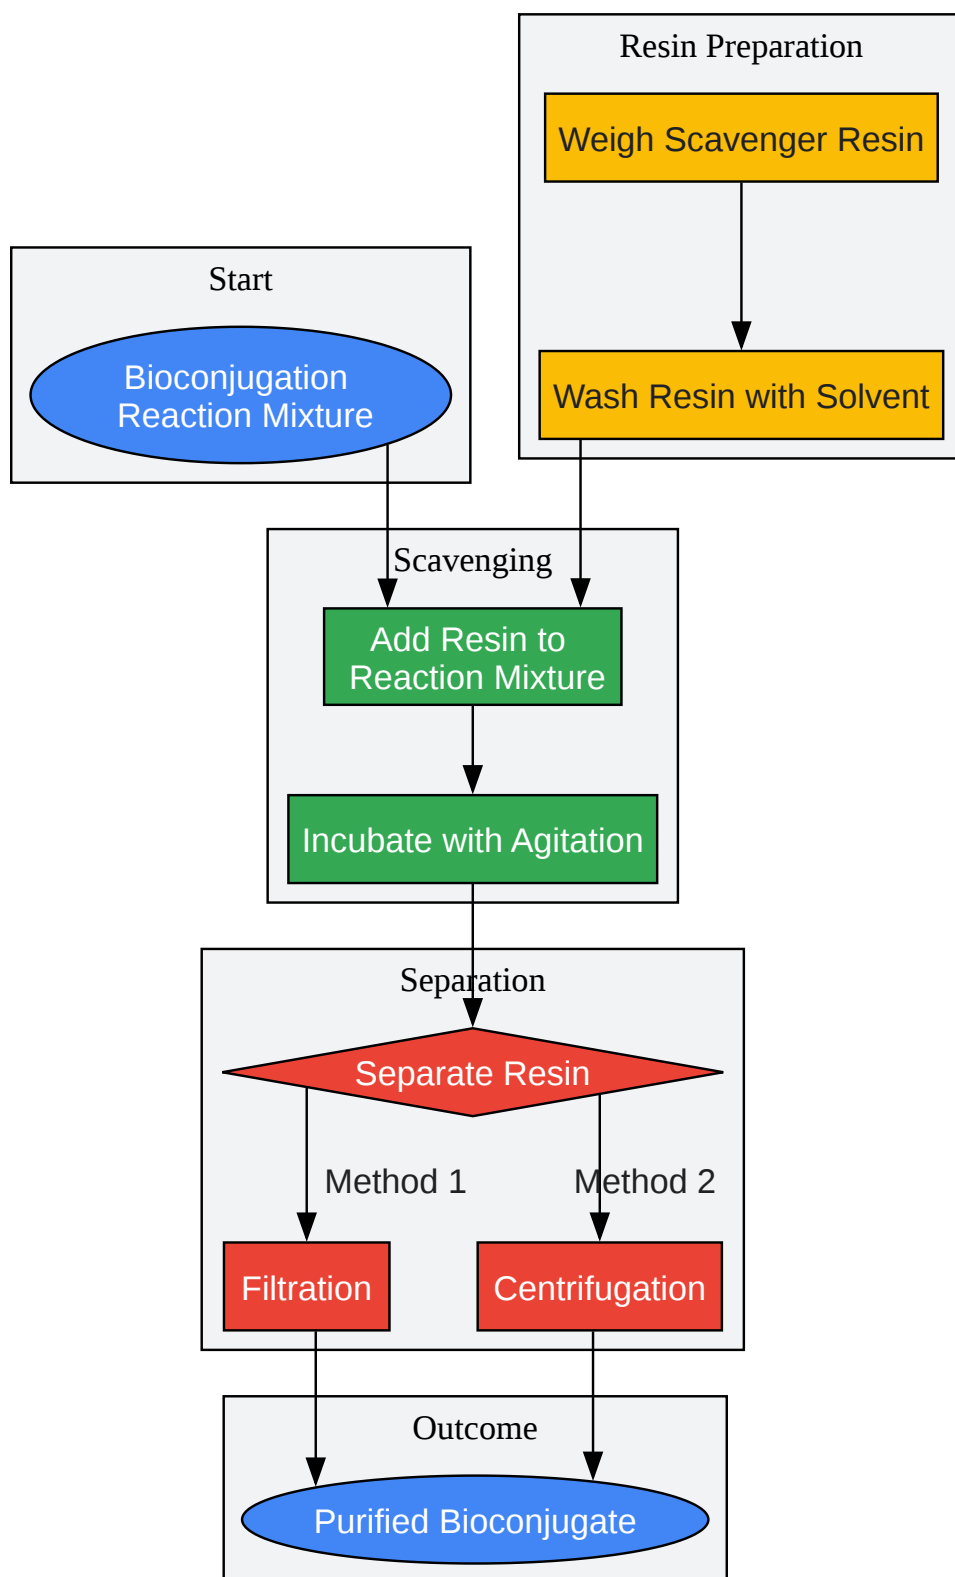 Resin Preparation
Weigh Scavenger Resin
Wash Resin with Solvent
Start
Bioconjugation
Reaction Mixture
Scavenging
Add Resin to
Reaction Mixture
Incubate with Agitation
Separation
Separate Resin
Method 1
Method 2
Filtration
Centrifugation
Outcome
Purified Bioconjugate